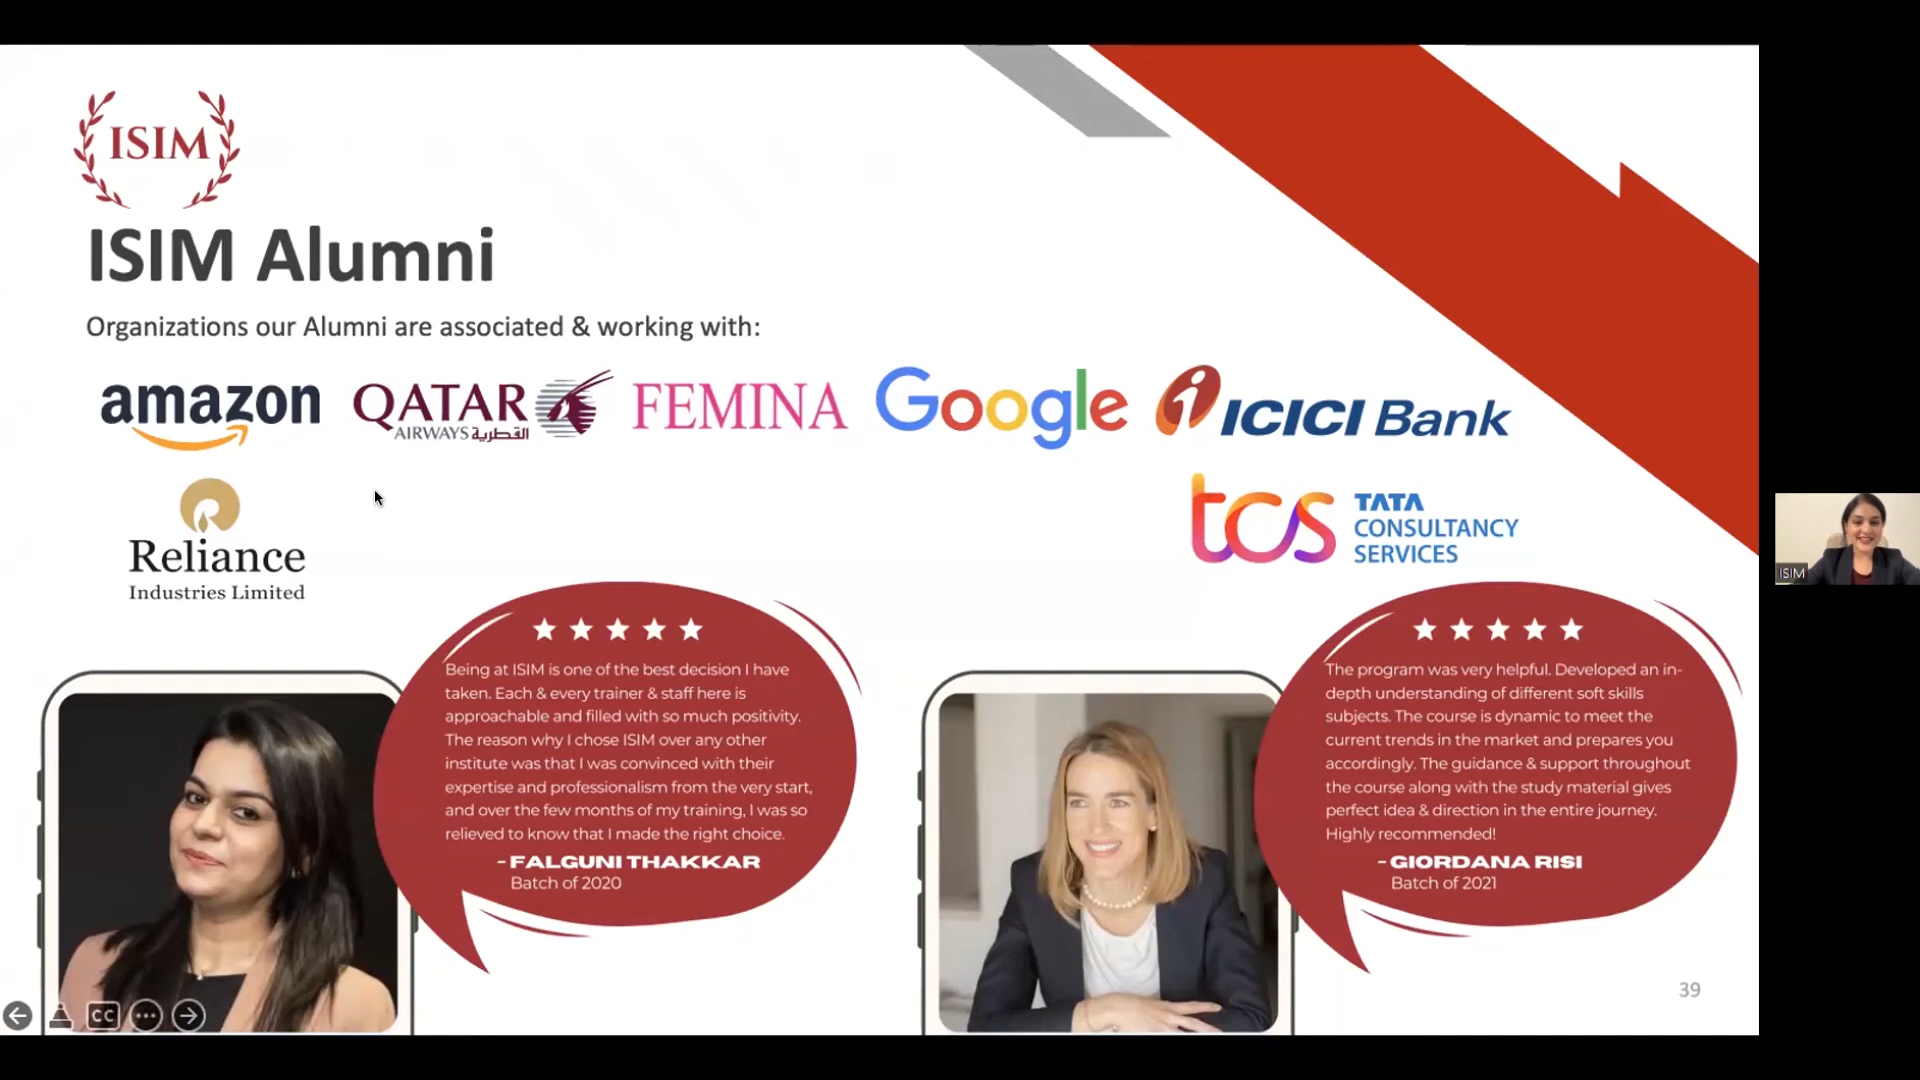 ISIM
ISIM Alumni
Organizations our Alumni are associated & working with:
amazon
QATAR
AIRWAYS القطرية
FEMINA
Google
i ICICI Bank
Reliance
Industries Limited
tcs TATA
CONSULTANCY
SERVICES
Being at ISIM is one of the best decision I have
taken. Each & every trainer & staff here is
approachable and filled with so much positivity.
The reason why I chose ISIM over any other
institute was that I was convinced with their
expertise and professionalism from the very start,
and over the few months of my training, I was so
relieved to know that I made the right choice.
- FALGUNI THAKKAR
Batch of 2020
The program was very helpful. Developed an in-
depth understanding of different soft skills
subjects. The course is dynamic to meet the
current trends in the market and prepares you
accordingly. The guidance & support throughout
the course along with the study material gives
perfect idea & direction in the entire journey.
Highly recommended!
- GIORDANA RISI
Batch of 2021
39
CC
ISIM